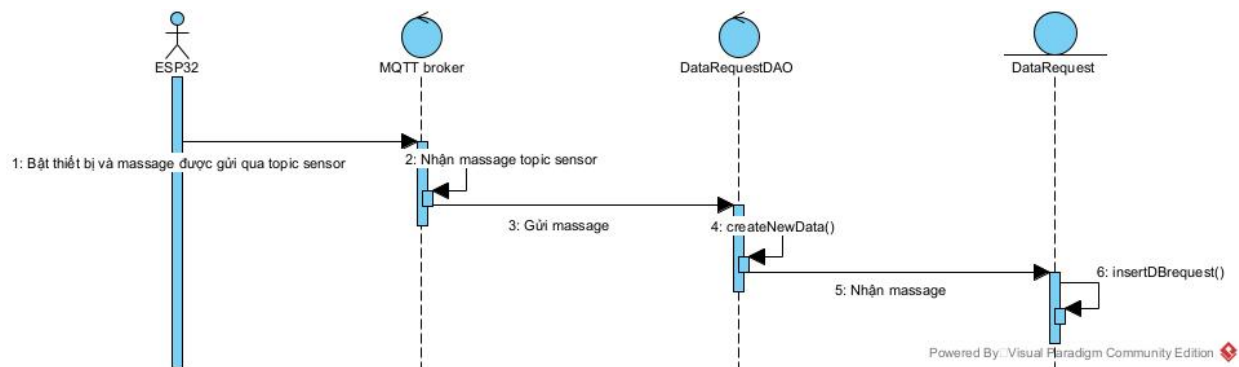 ESP32
MQTT broker
DataRequestDAO
DataRequest
1: Bật thiết bị và massage được gửi qua topic sensor
2: Nhận massage topic sensor
3: Gửi massage
4: createNewData()
5: Nhận massage
6: insertDBrequest()
Powered By Visual Paradigm Community Edition